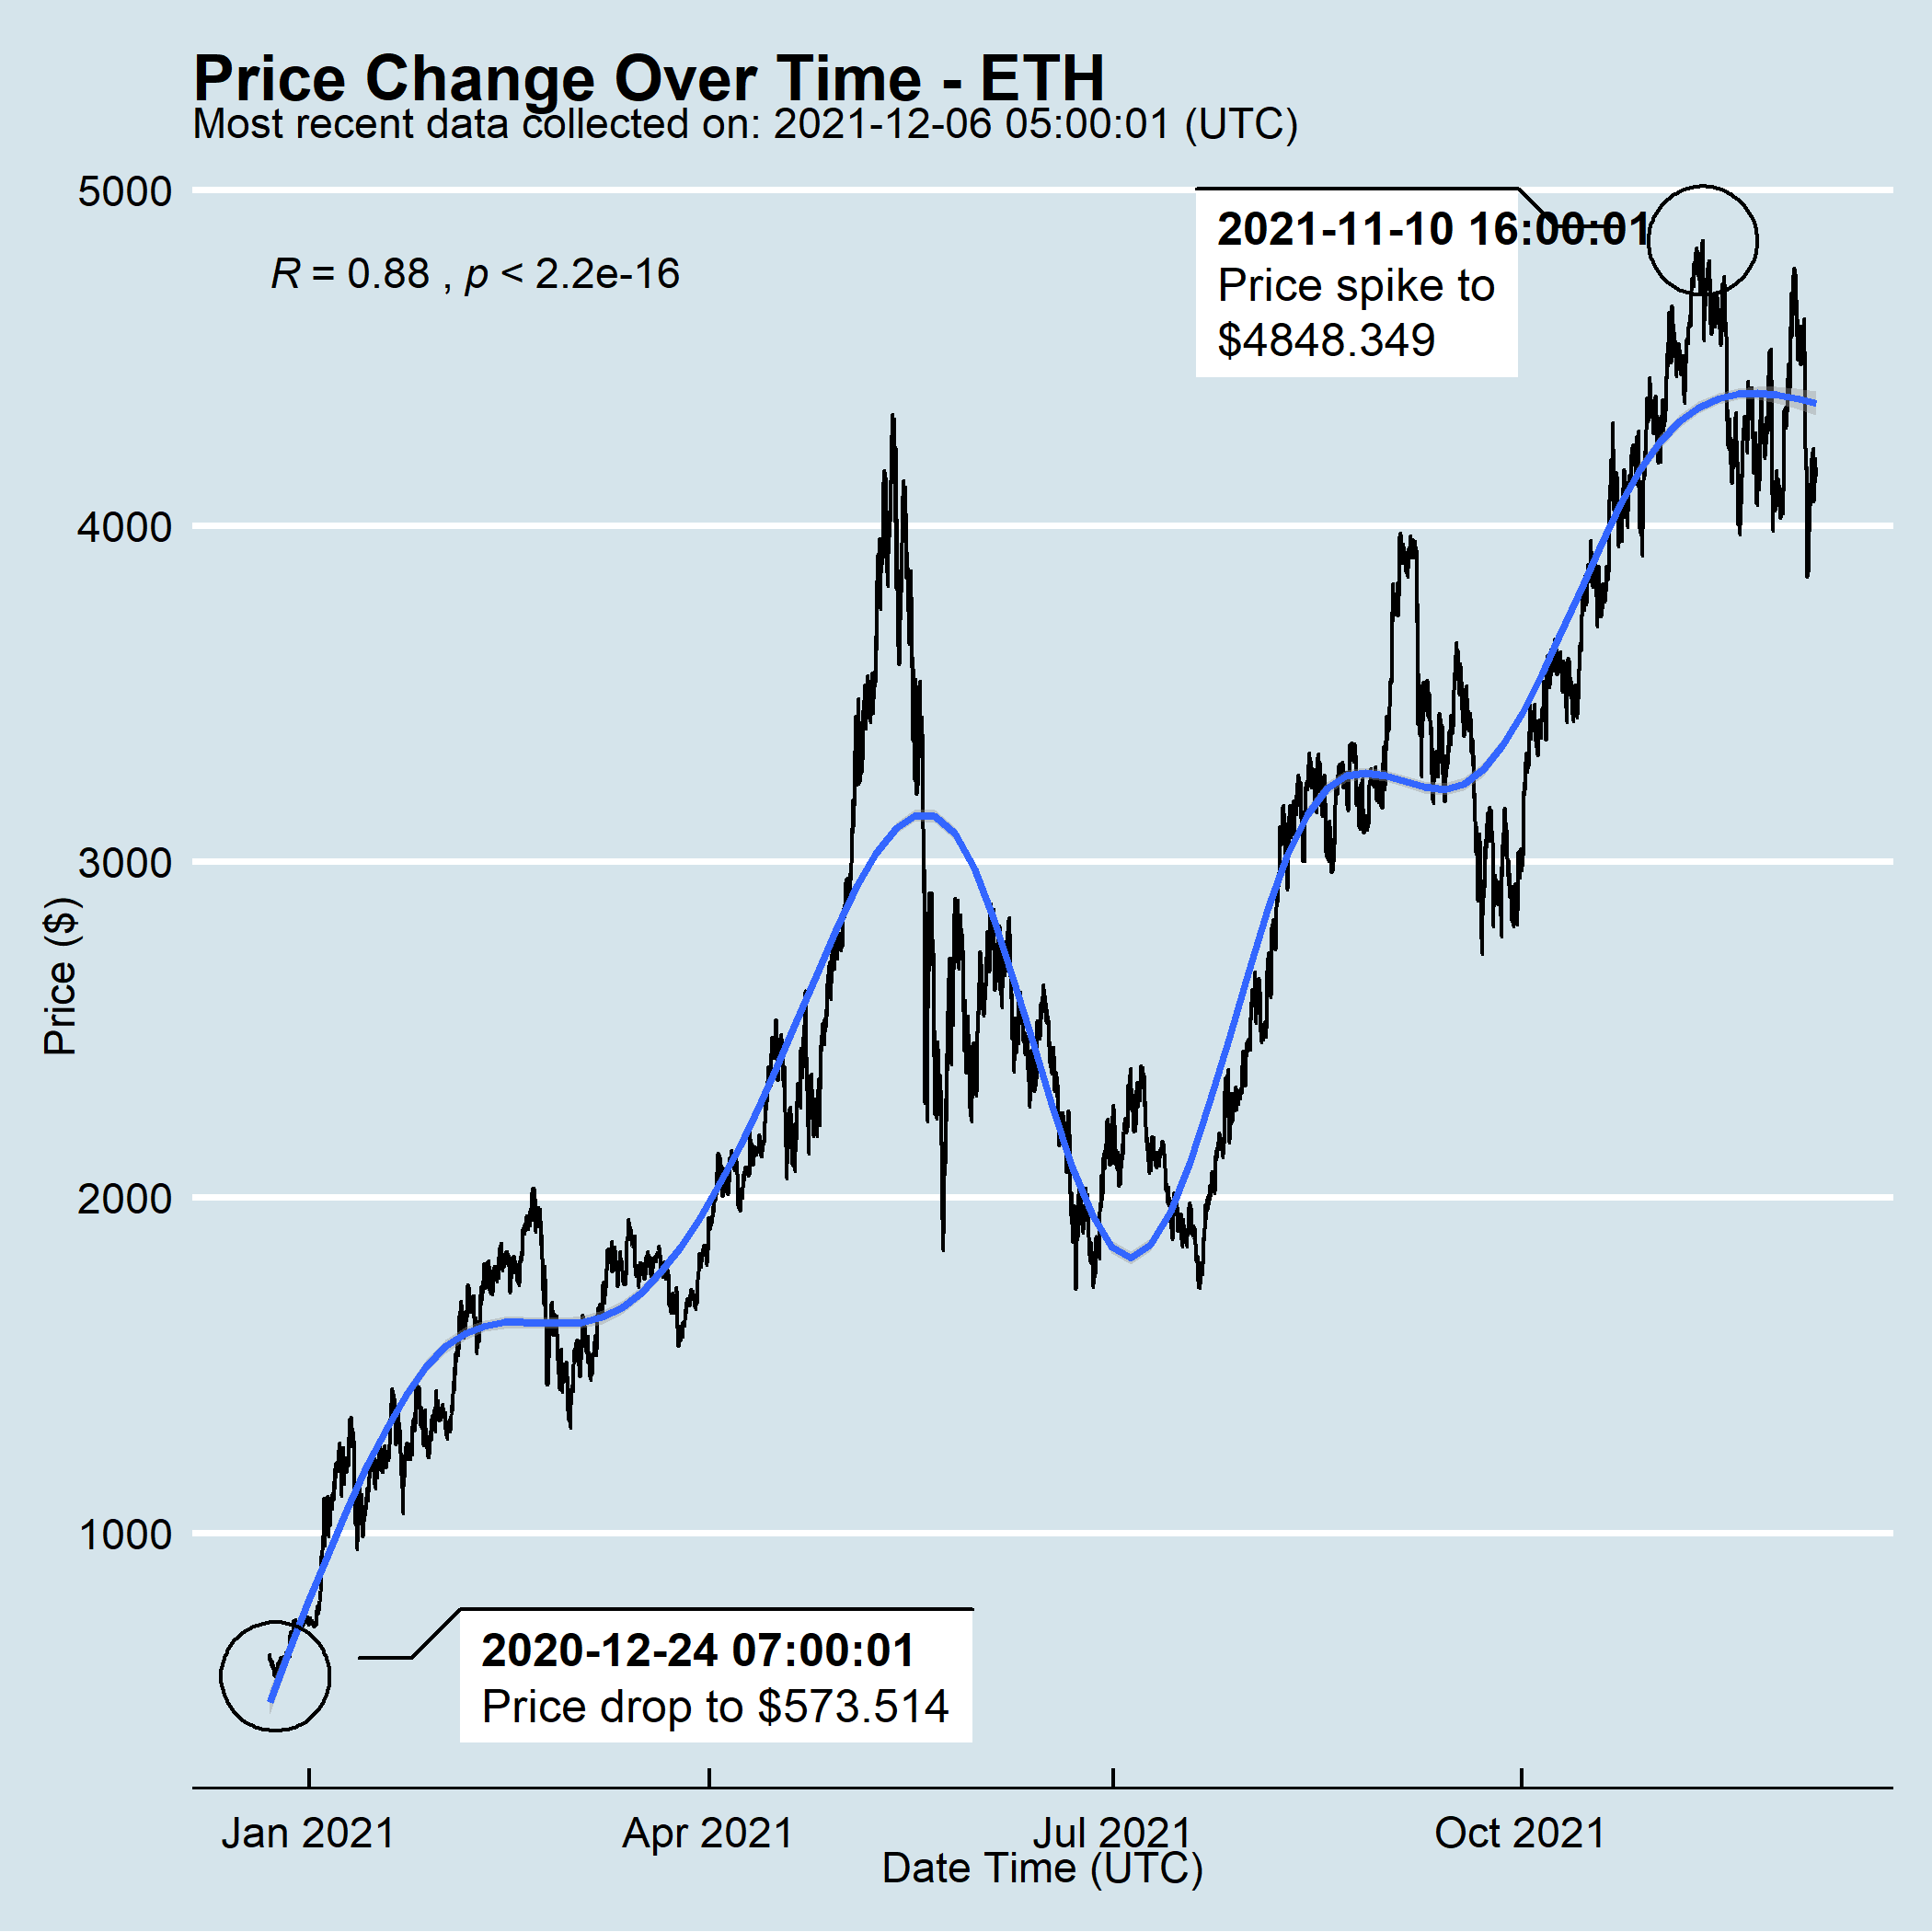 Price Change Over Time - ETH
Most recent data collected on: 2021-12-06 05:00:01 (UTC)
5000
2021-11-10 16:00:01
Price spike to
$4848.349
R = 0.88 , p < 2.2e-16
4000
3000
Price ($)
2000
1000
2020-12-24 07:00:01
Price drop to $573.514
Jan 2021
Apr 2021
Jul 2021
Oct 2021
Date Time (UTC)